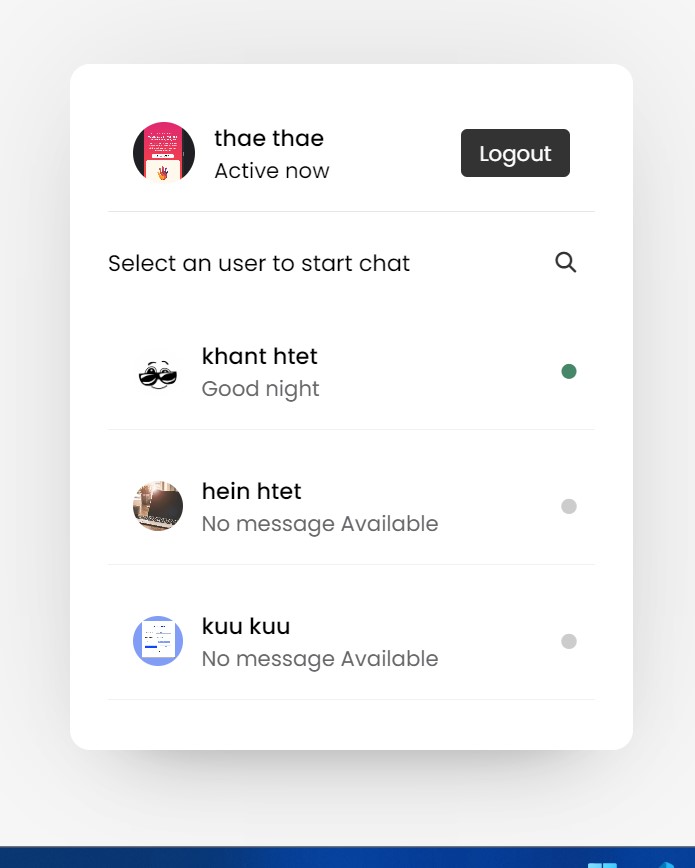 thae thae
Active now
Logout
Select an user to start chat
khant htet
Good night
hein htet
No message Available
kuu kuu
No message Available